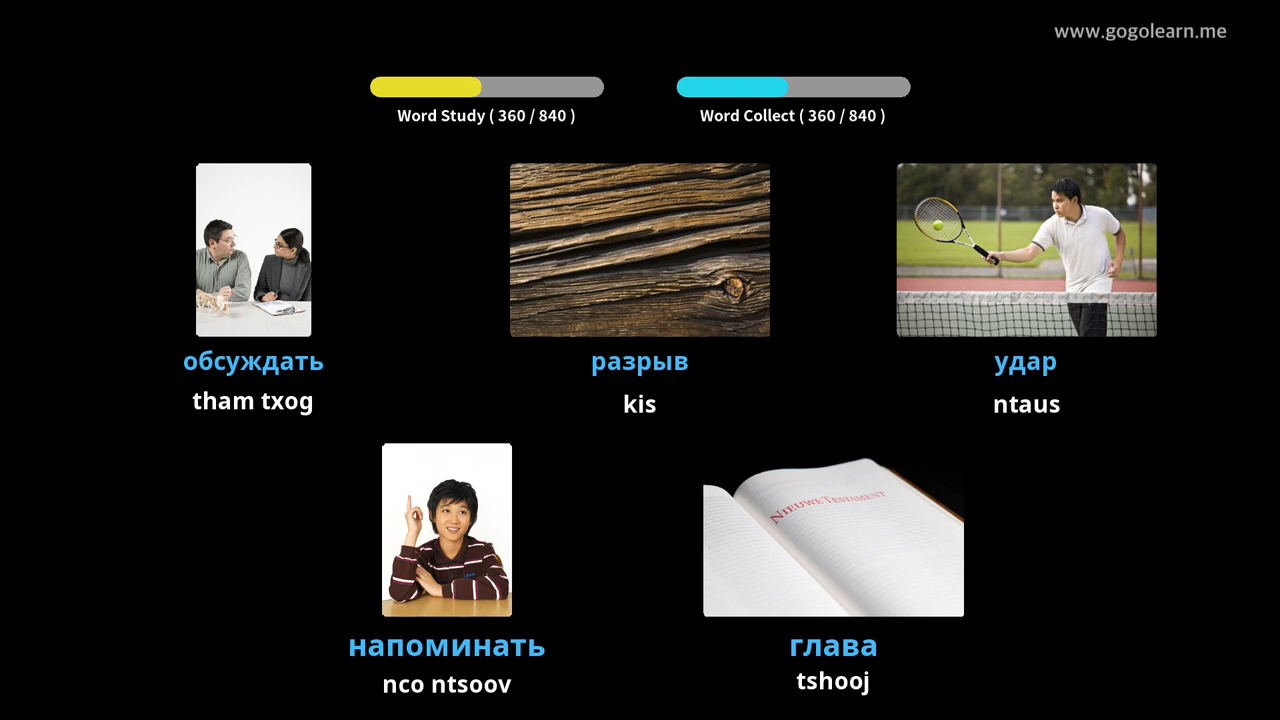 www.gogolearn.me
Word Study ( 360 / 840 )
Word Collect ( 360 / 840 )
обсуждать
tham txog
разрыв
kis
удар
ntaus
NIEUWE TESTAMENT
напоминать
nco ntsoov
глава
tshooj